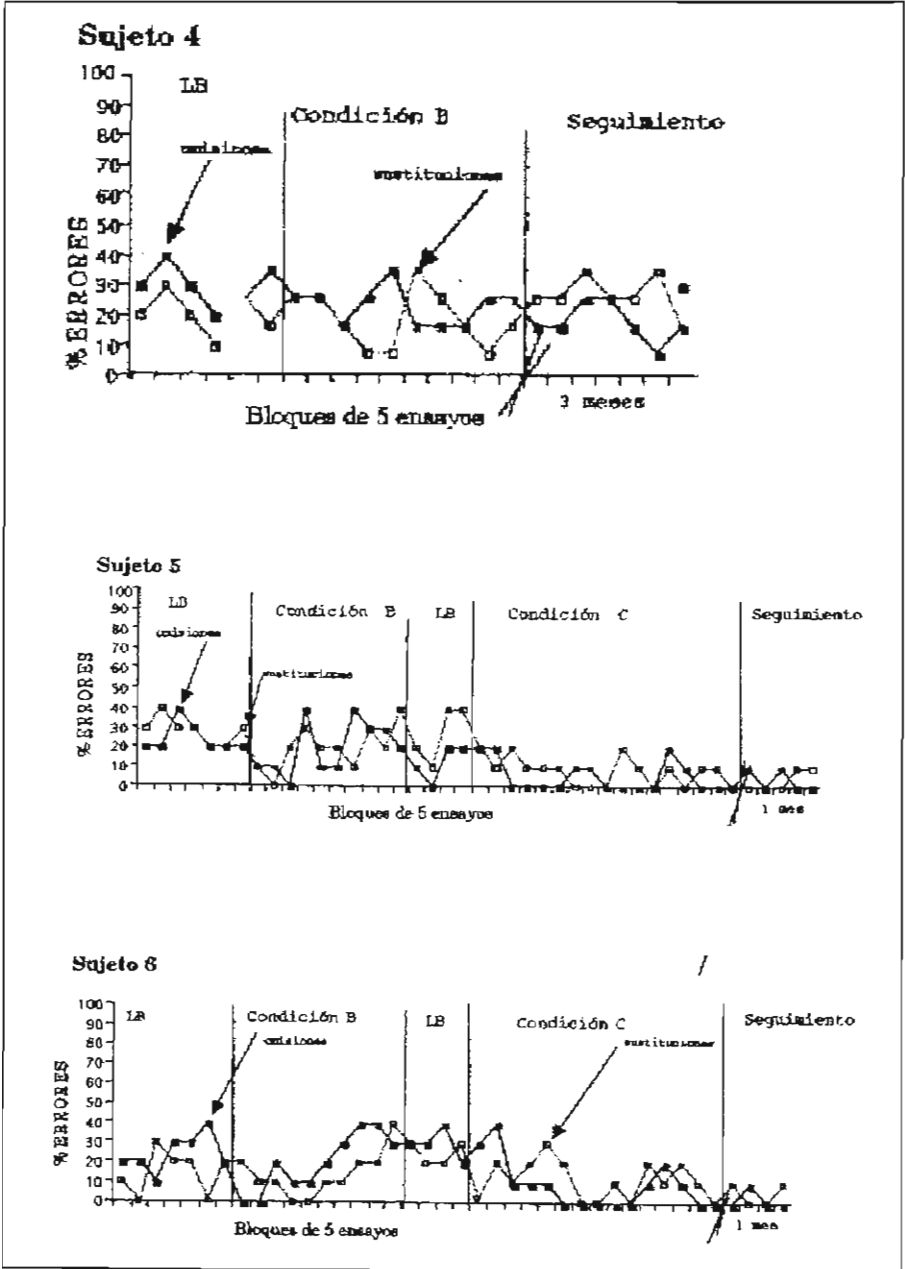 Sujeto 4
LB
Condición B
Seguimiento
omisiones
sustituciones
% ERRORES
100
90
80
70
60
50
40
30
20
10
0
Bloques de 5 ensayos
3 meses
Sujeto 5
LB
Condición B
LB
Condición C
Seguimiento
omisiones
sustituciones
% ERRORES
100
90
80
70
60
50
40
30
20
10
0
Bloques de 5 ensayos
1 mes
Sujeto 6
LB
Condición B
LB
Condición C
Seguimiento
omisiones
sustituciones
% ERRORES
100
90
80
70
60
50
40
30
20
10
0
Bloques de 5 ensayos
1 mes